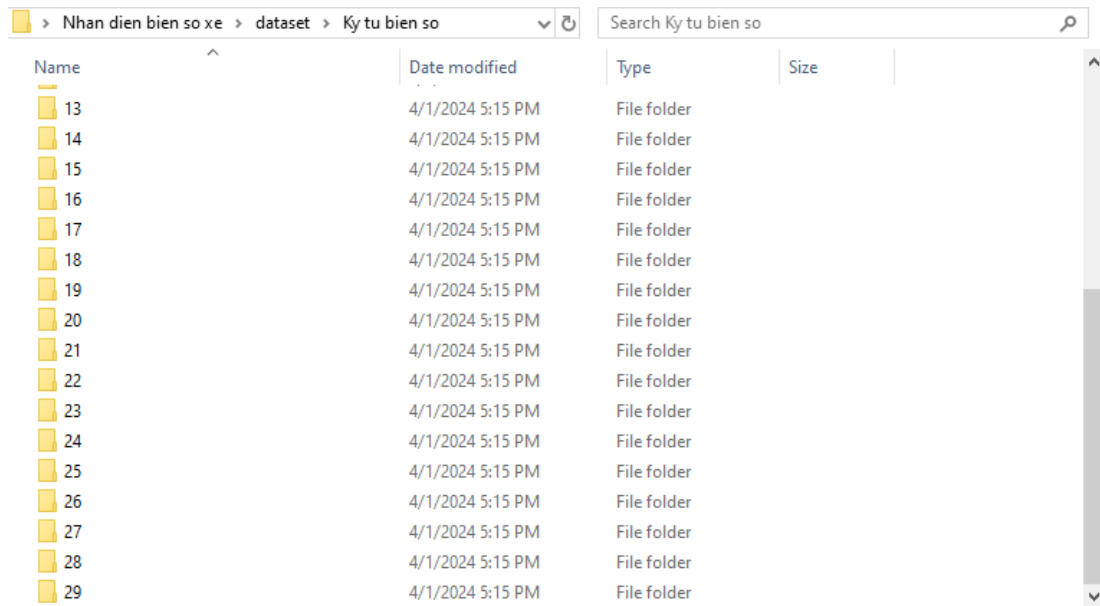 Nhan dien bien so xe > dataset > Ky tu bien so Search Ky tu bien so
Name Date modified Type Size
13 4/1/2024 5:15 PM File folder
14 4/1/2024 5:15 PM File folder
15 4/1/2024 5:15 PM File folder
16 4/1/2024 5:15 PM File folder
17 4/1/2024 5:15 PM File folder
18 4/1/2024 5:15 PM File folder
19 4/1/2024 5:15 PM File folder
20 4/1/2024 5:15 PM File folder
21 4/1/2024 5:15 PM File folder
22 4/1/2024 5:15 PM File folder
23 4/1/2024 5:15 PM File folder
24 4/1/2024 5:15 PM File folder
25 4/1/2024 5:15 PM File folder
26 4/1/2024 5:15 PM File folder
27 4/1/2024 5:15 PM File folder
28 4/1/2024 5:15 PM File folder
29 4/1/2024 5:15 PM File folder